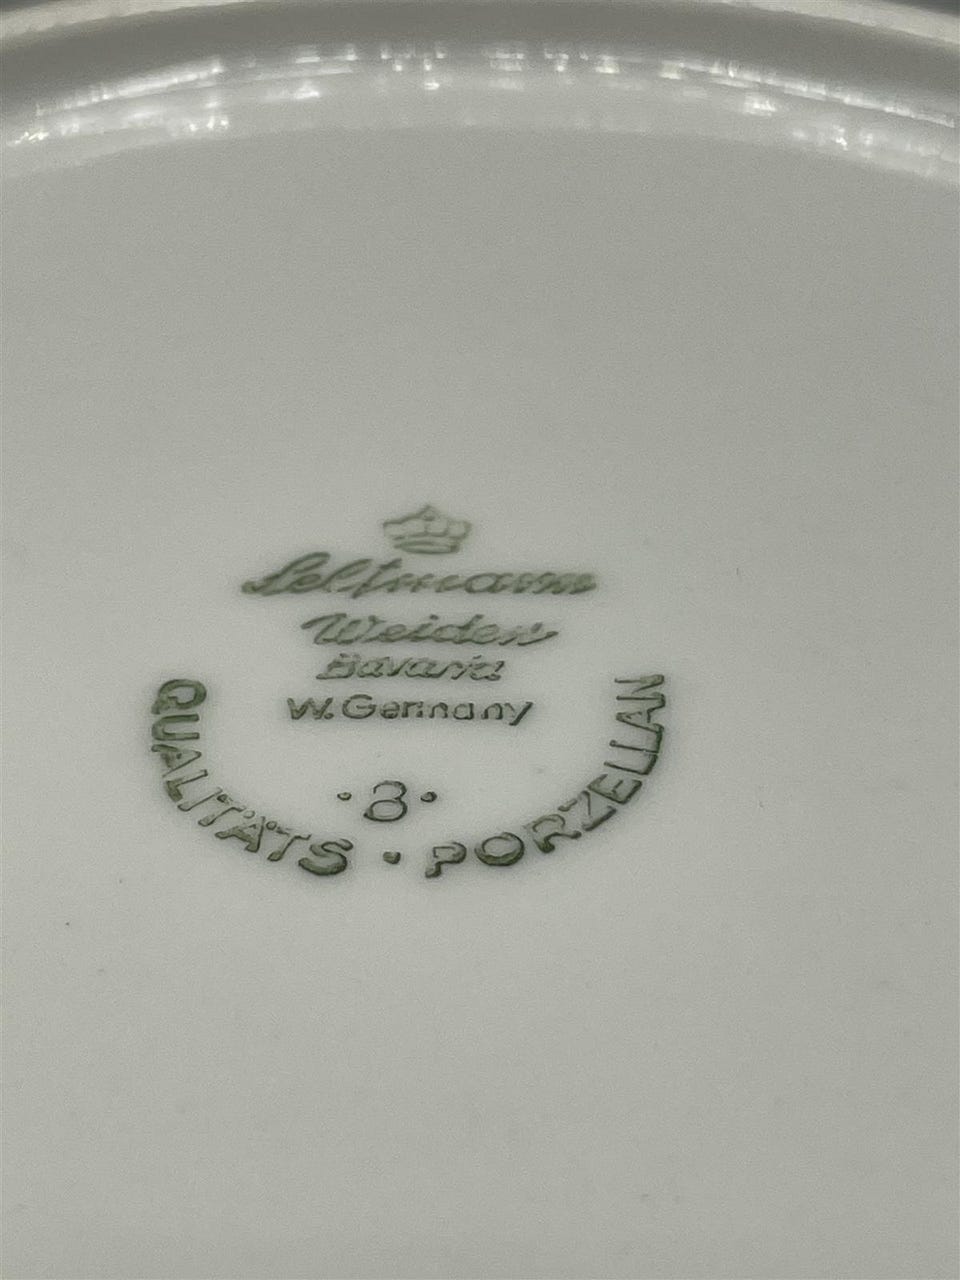 Seltmann
Weiden
Bavaria
W.Germany
·8·
QUALITÄTS · PORZELLAN